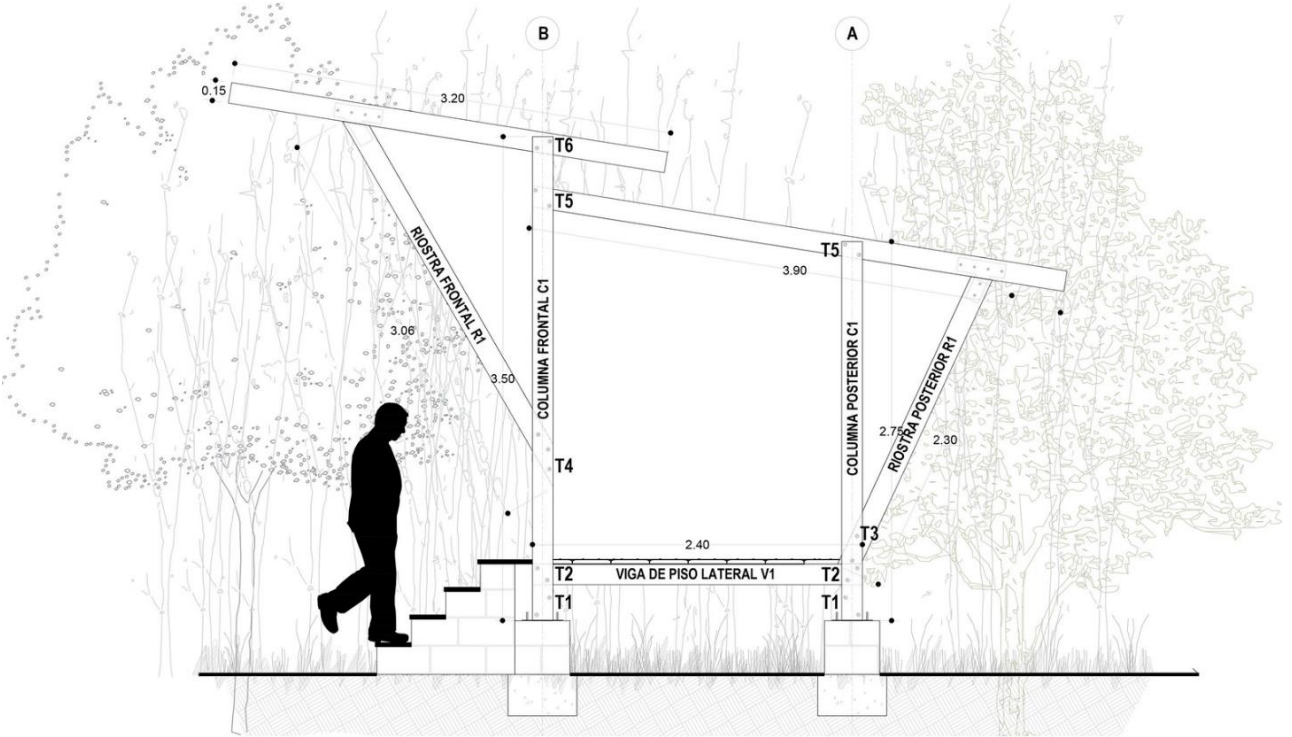 B
A
0.15
3.20
T6
T5
T5
3.90
RIOSTRA FRONTAL R1
COLUMNA FRONTAL C1
COLUMNA POSTERIOR C1
RIOSTRA POSTERIOR R1
3.06
3.50
2.75
2.30
T4
T3
2.40
T2
VIGA DE PISO LATERAL V1
T2
T1
T1